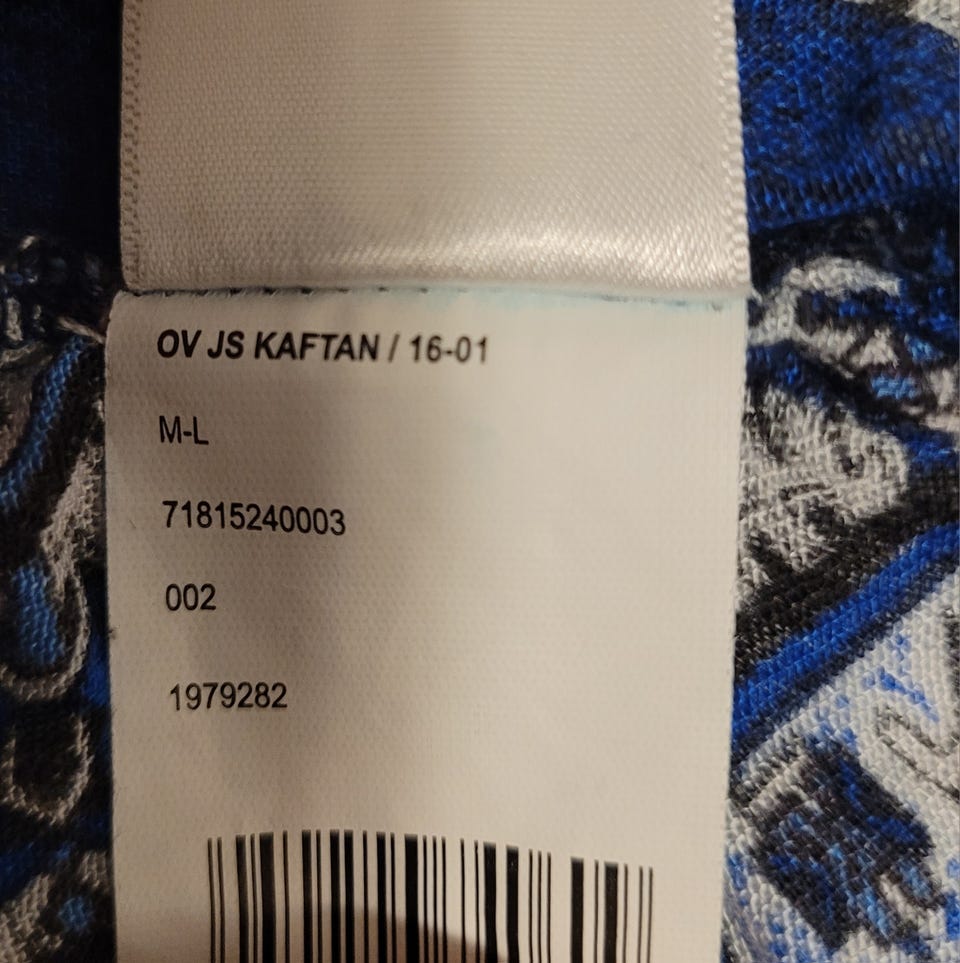 OV JS KAFTAN / 16-01
M-L
71815240003
002
1979282